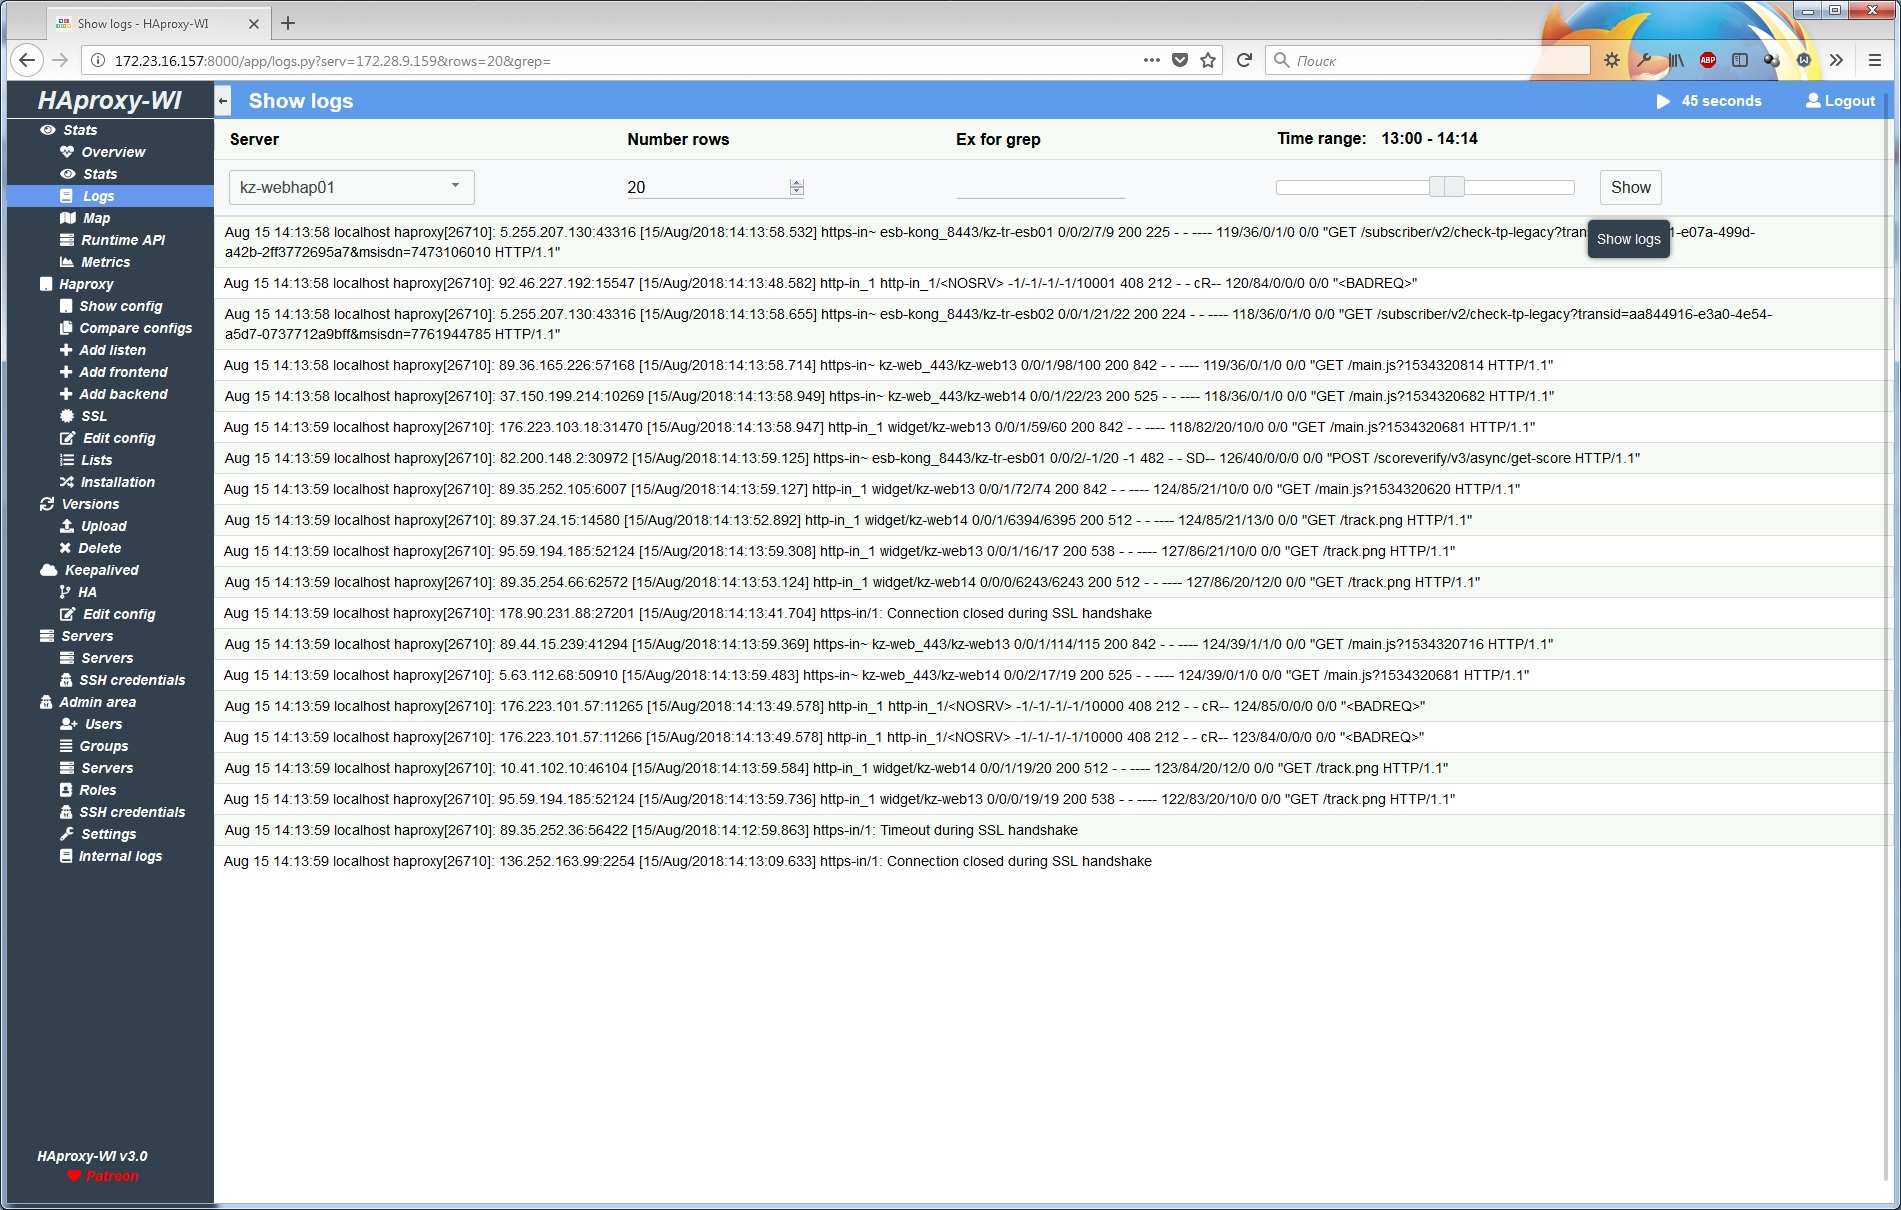 Show logs - HAproxy-WI
172.23.16.157:8000/app/logs.py?serv=172.28.9.159&rows=20&grep=
Поиск
ABP
HAproxy-WI
Show logs
45 seconds
Logout
Stats
Overview
Stats
Logs
Map
Runtime API
Metrics
Haproxy
Show config
Compare configs
Add listen
Add frontend
Add backend
SSL
Edit config
Lists
Installation
Versions
Upload
Delete
Keepalived
HA
Edit config
Servers
Servers
SSH credentials
Admin area
Users
Groups
Servers
Roles
SSH credentials
Settings
Internal logs
HAproxy-WI v3.0
Patreon
Server Number rows Ex for grep Time range: 13:00 - 14:14
kz-webhap01 20 Show
Show logs
Aug 15 14:13:58 localhost haproxy[26710]: 5.255.207.130:43316 [15/Aug/2018:14:13:58.532] https-in~ esb-kong_8443/kz-tr-esb01 0/0/2/7/9 200 225 - - ---- 119/36/0/1/0 0/0 "GET /subscriber/v2/check-tp-legacy?tran 1-e07a-499d-
a42b-2ff3772695a7&msisdn=7473106010 HTTP/1.1"
Aug 15 14:13:58 localhost haproxy[26710]: 92.46.227.192:15547 [15/Aug/2018:14:13:48.582] http-in_1 http-in_1/<NOSRV> -1/-1/-1/-1/10001 408 212 - - cR-- 120/84/0/0/0 0/0 "<BADREQ>"
Aug 15 14:13:58 localhost haproxy[26710]: 5.255.207.130:43316 [15/Aug/2018:14:13:58.655] https-in~ esb-kong_8443/kz-tr-esb02 0/0/1/21/22 200 224 - - ---- 118/36/0/1/0 0/0 "GET /subscriber/v2/check-tp-legacy?transid=aa844916-e3a0-4e54-
a5d7-0737712a9bff&msisdn=7761944785 HTTP/1.1"
Aug 15 14:13:58 localhost haproxy[26710]: 89.36.165.226:57168 [15/Aug/2018:14:13:58.714] https-in~ kz-web_443/kz-web13 0/0/1/98/100 200 842 - - ---- 119/36/0/1/0 0/0 "GET /main.js?1534320814 HTTP/1.1"
Aug 15 14:13:58 localhost haproxy[26710]: 37.150.199.214:10269 [15/Aug/2018:14:13:58.949] https-in~ kz-web_443/kz-web14 0/0/1/22/23 200 525 - - ---- 118/36/0/1/0 0/0 "GET /main.js?1534320682 HTTP/1.1"
Aug 15 14:13:59 localhost haproxy[26710]: 176.223.103.18:31470 [15/Aug/2018:14:13:58.947] http-in_1 widget/kz-web13 0/0/1/59/60 200 842 - - ---- 118/82/20/10/0 0/0 "GET /main.js?1534320681 HTTP/1.1"
Aug 15 14:13:59 localhost haproxy[26710]: 82.200.148.2:30972 [15/Aug/2018:14:13:59.125] https-in~ esb-kong_8443/kz-tr-esb01 0/0/2/-1/20 -1 482 - - SD-- 126/40/0/0/0 0/0 "POST /scoreverify/v3/async/get-score HTTP/1.1"
Aug 15 14:13:59 localhost haproxy[26710]: 89.35.252.105:6007 [15/Aug/2018:14:13:59.127] http-in_1 widget/kz-web13 0/0/1/72/74 200 842 - - ---- 124/85/21/10/0 0/0 "GET /main.js?1534320620 HTTP/1.1"
Aug 15 14:13:59 localhost haproxy[26710]: 89.37.24.15:14580 [15/Aug/2018:14:13:52.892] http-in_1 widget/kz-web14 0/0/1/6394/6395 200 512 - - ---- 124/85/21/13/0 0/0 "GET /track.png HTTP/1.1"
Aug 15 14:13:59 localhost haproxy[26710]: 95.59.194.185:52124 [15/Aug/2018:14:13:59.308] http-in_1 widget/kz-web13 0/0/1/16/17 200 538 - - ---- 127/86/21/10/0 0/0 "GET /track.png HTTP/1.1"
Aug 15 14:13:59 localhost haproxy[26710]: 89.35.254.66:62572 [15/Aug/2018:14:13:53.124] http-in_1 widget/kz-web14 0/0/0/6243/6243 200 512 - - ---- 127/86/20/12/0 0/0 "GET /track.png HTTP/1.1"
Aug 15 14:13:59 localhost haproxy[26710]: 178.90.231.88:27201 [15/Aug/2018:14:13:41.704] https-in/1: Connection closed during SSL handshake
Aug 15 14:13:59 localhost haproxy[26710]: 89.44.15.239:41294 [15/Aug/2018:14:13:59.369] https-in~ kz-web_443/kz-web13 0/0/1/114/115 200 842 - - ---- 124/39/1/1/0 0/0 "GET /main.js?1534320716 HTTP/1.1"
Aug 15 14:13:59 localhost haproxy[26710]: 5.63.112.68:50910 [15/Aug/2018:14:13:59.483] https-in~ kz-web_443/kz-web14 0/0/2/17/19 200 525 - - ---- 124/39/0/1/0 0/0 "GET /main.js?1534320681 HTTP/1.1"
Aug 15 14:13:59 localhost haproxy[26710]: 176.223.101.57:11265 [15/Aug/2018:14:13:49.578] http-in_1 http-in_1/<NOSRV> -1/-1/-1/-1/10000 408 212 - - cR-- 124/85/0/0/0 0/0 "<BADREQ>"
Aug 15 14:13:59 localhost haproxy[26710]: 176.223.101.57:11266 [15/Aug/2018:14:13:49.578] http-in_1 http-in_1/<NOSRV> -1/-1/-1/-1/10000 408 212 - - cR-- 123/84/0/0/0 0/0 "<BADREQ>"
Aug 15 14:13:59 localhost haproxy[26710]: 10.41.102.10:46104 [15/Aug/2018:14:13:59.584] http-in_1 widget/kz-web14 0/0/1/19/20 200 512 - - ---- 123/84/20/12/0 0/0 "GET /track.png HTTP/1.1"
Aug 15 14:13:59 localhost haproxy[26710]: 95.59.194.185:52124 [15/Aug/2018:14:13:59.736] http-in_1 widget/kz-web13 0/0/0/19/19 200 538 - - ---- 122/83/20/10/0 0/0 "GET /track.png HTTP/1.1"
Aug 15 14:13:59 localhost haproxy[26710]: 89.35.252.36:56422 [15/Aug/2018:14:12:59.863] https-in/1: Timeout during SSL handshake
Aug 15 14:13:59 localhost haproxy[26710]: 136.252.163.99:2254 [15/Aug/2018:14:13:09.633] https-in/1: Connection closed during SSL handshake